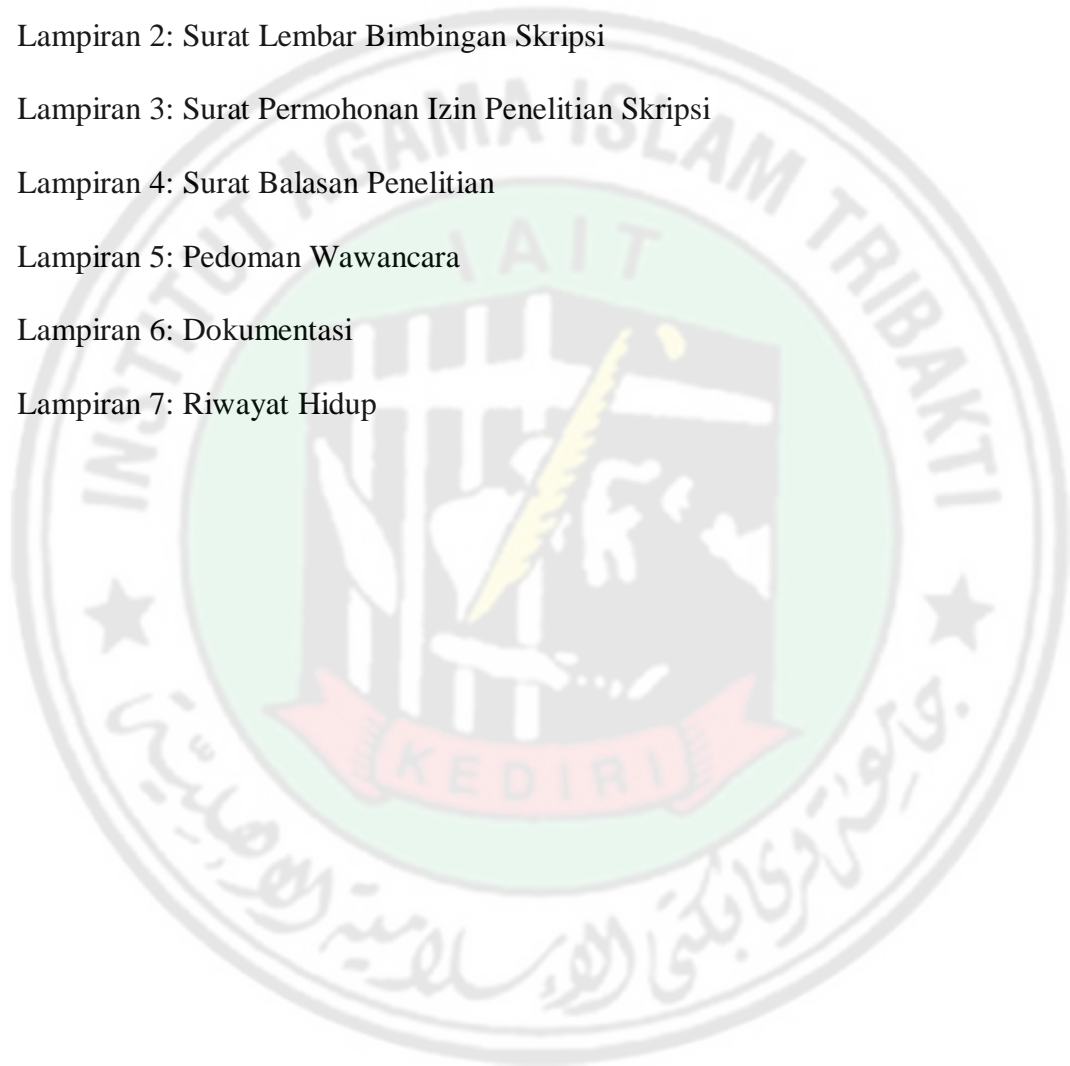 Lampiran 2: Surat Lembar Bimbingan Skripsi
Lampiran 3: Surat Permohonan Izin Penelitian Skripsi
Lampiran 4: Surat Balasan Penelitian
Lampiran 5: Pedoman Wawancara
Lampiran 6: Dokumentasi
Lampiran 7: Riwayat Hidup
INSTITUT AGAMA ISLAM TRIBAKTI
IAIT
KEDIRI